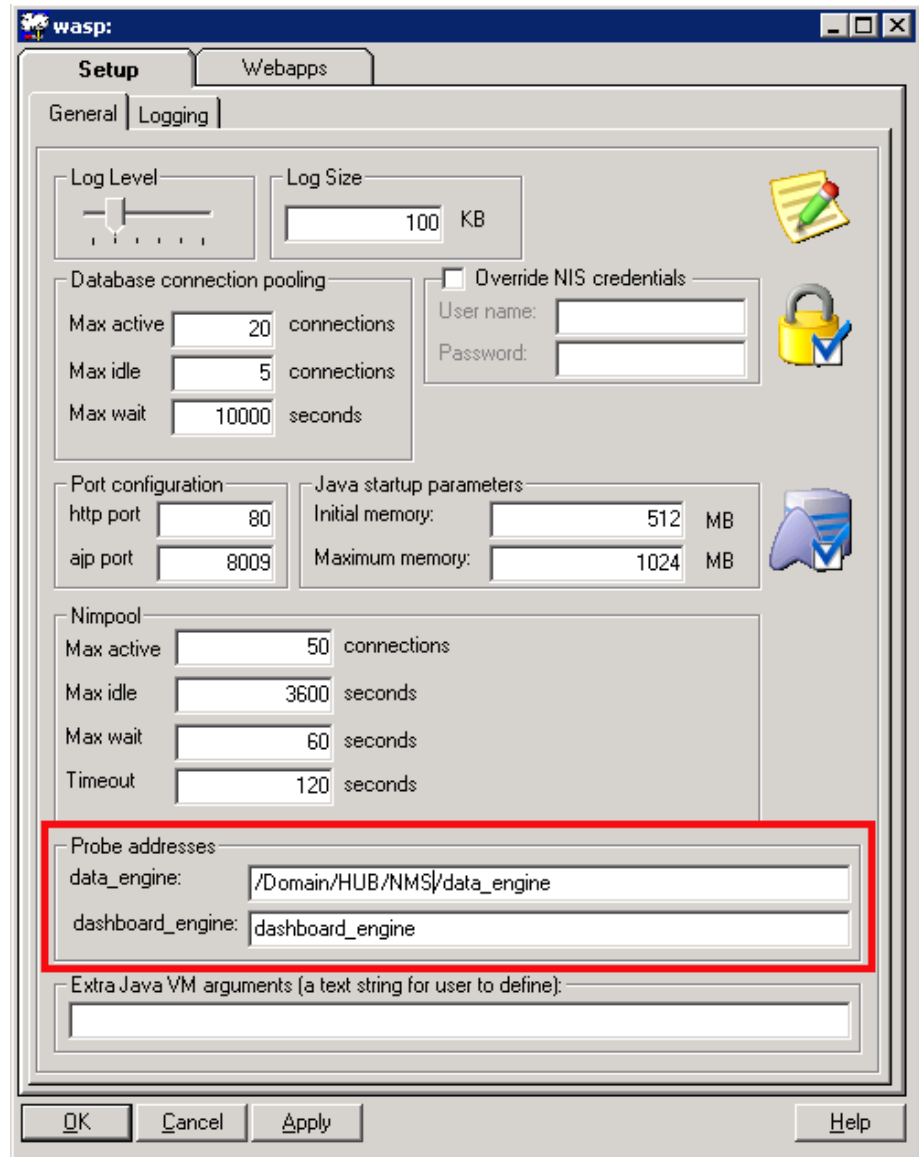 wasp:
Setup Webapps
General Logging
Log Level Log Size
100 KB
Database connection pooling Override NIS credentials
Max active 20 connections User name:
Max idle 5 connections Password:
Max wait 10000 seconds
Port configuration Java startup parameters
http port 80 Initial memory: 512 MB
ajp port 8009 Maximum memory: 1024 MB
Nimpool
Max active 50 connections
Max idle 3600 seconds
Max wait 60 seconds
Timeout 120 seconds
Probe addresses
data_engine: /Domain/HUB/NMS/data_engine
dashboard_engine: dashboard_engine
Extra Java VM arguments (a text string for user to define):
OK Cancel Apply Help